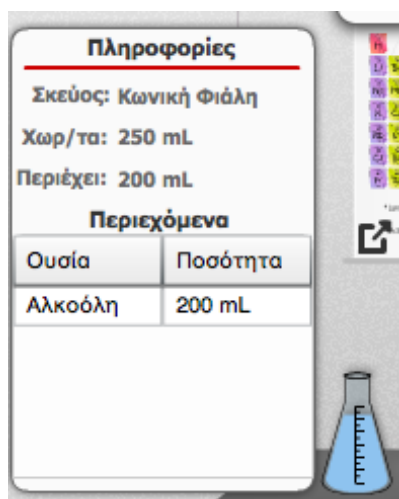 Πληροφορίες
Σκεύος: Κωνική Φιάλη
Χωρ/τα: 250 mL
Περιέχει: 200 mL
Περιεχόμενα
Ουσία Ποσότητα
Αλκοόλη 200 mL